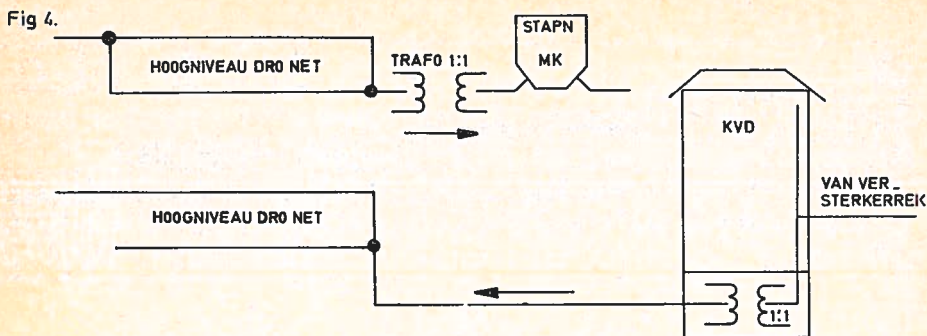 Fig 4.
HOOGNIVEAU DRO NET
TRAFO 1:1
STAPN
MK
KVD
VAN VER_
STERKERREK
HOOGNIVEAU DRO NET
1:1